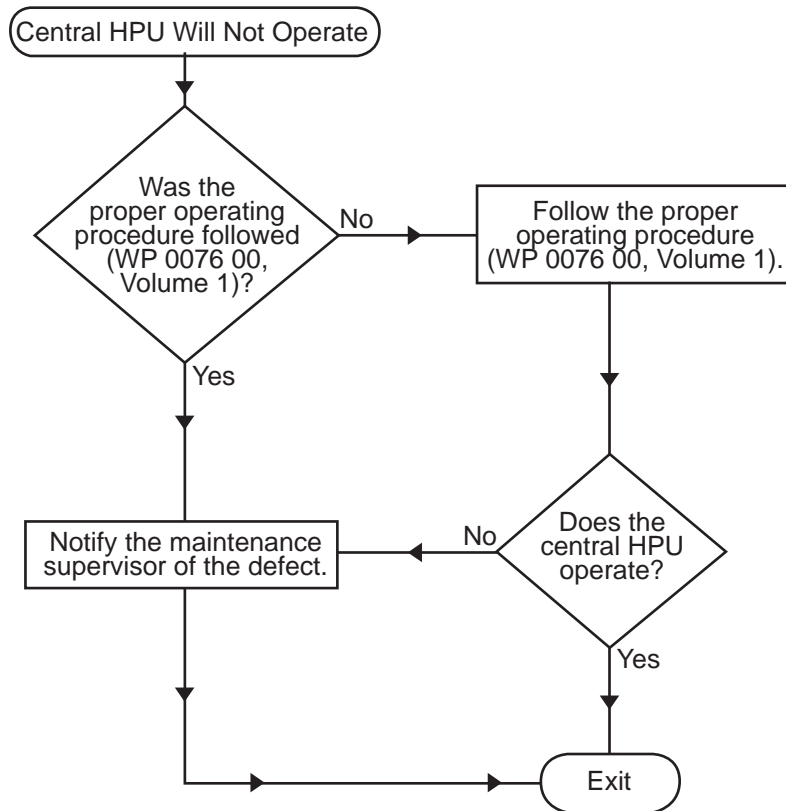 Central HPU Will Not Operate
Was the
proper operating
procedure followed
(WP 0076 00,
Volume 1)?
No
Follow the proper
operating procedure
(WP 0076 00, Volume 1).
Yes
Notify the maintenance
supervisor of the defect.
No
Does the
central HPU
operate?
Yes
Exit